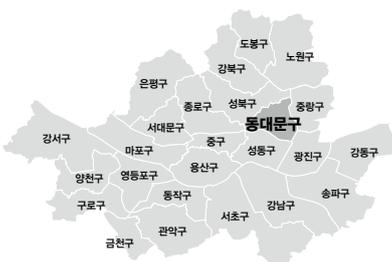 도봉구
노원구
강북구
은평구
종로구
성북구
중랑구
동대문구
서대문구
강서구
중구
마포구
성동구
광진구
강동구
용산구
양천구
영등포구
동작구
송파구
구로구
강남구
서초구
관악구
금천구